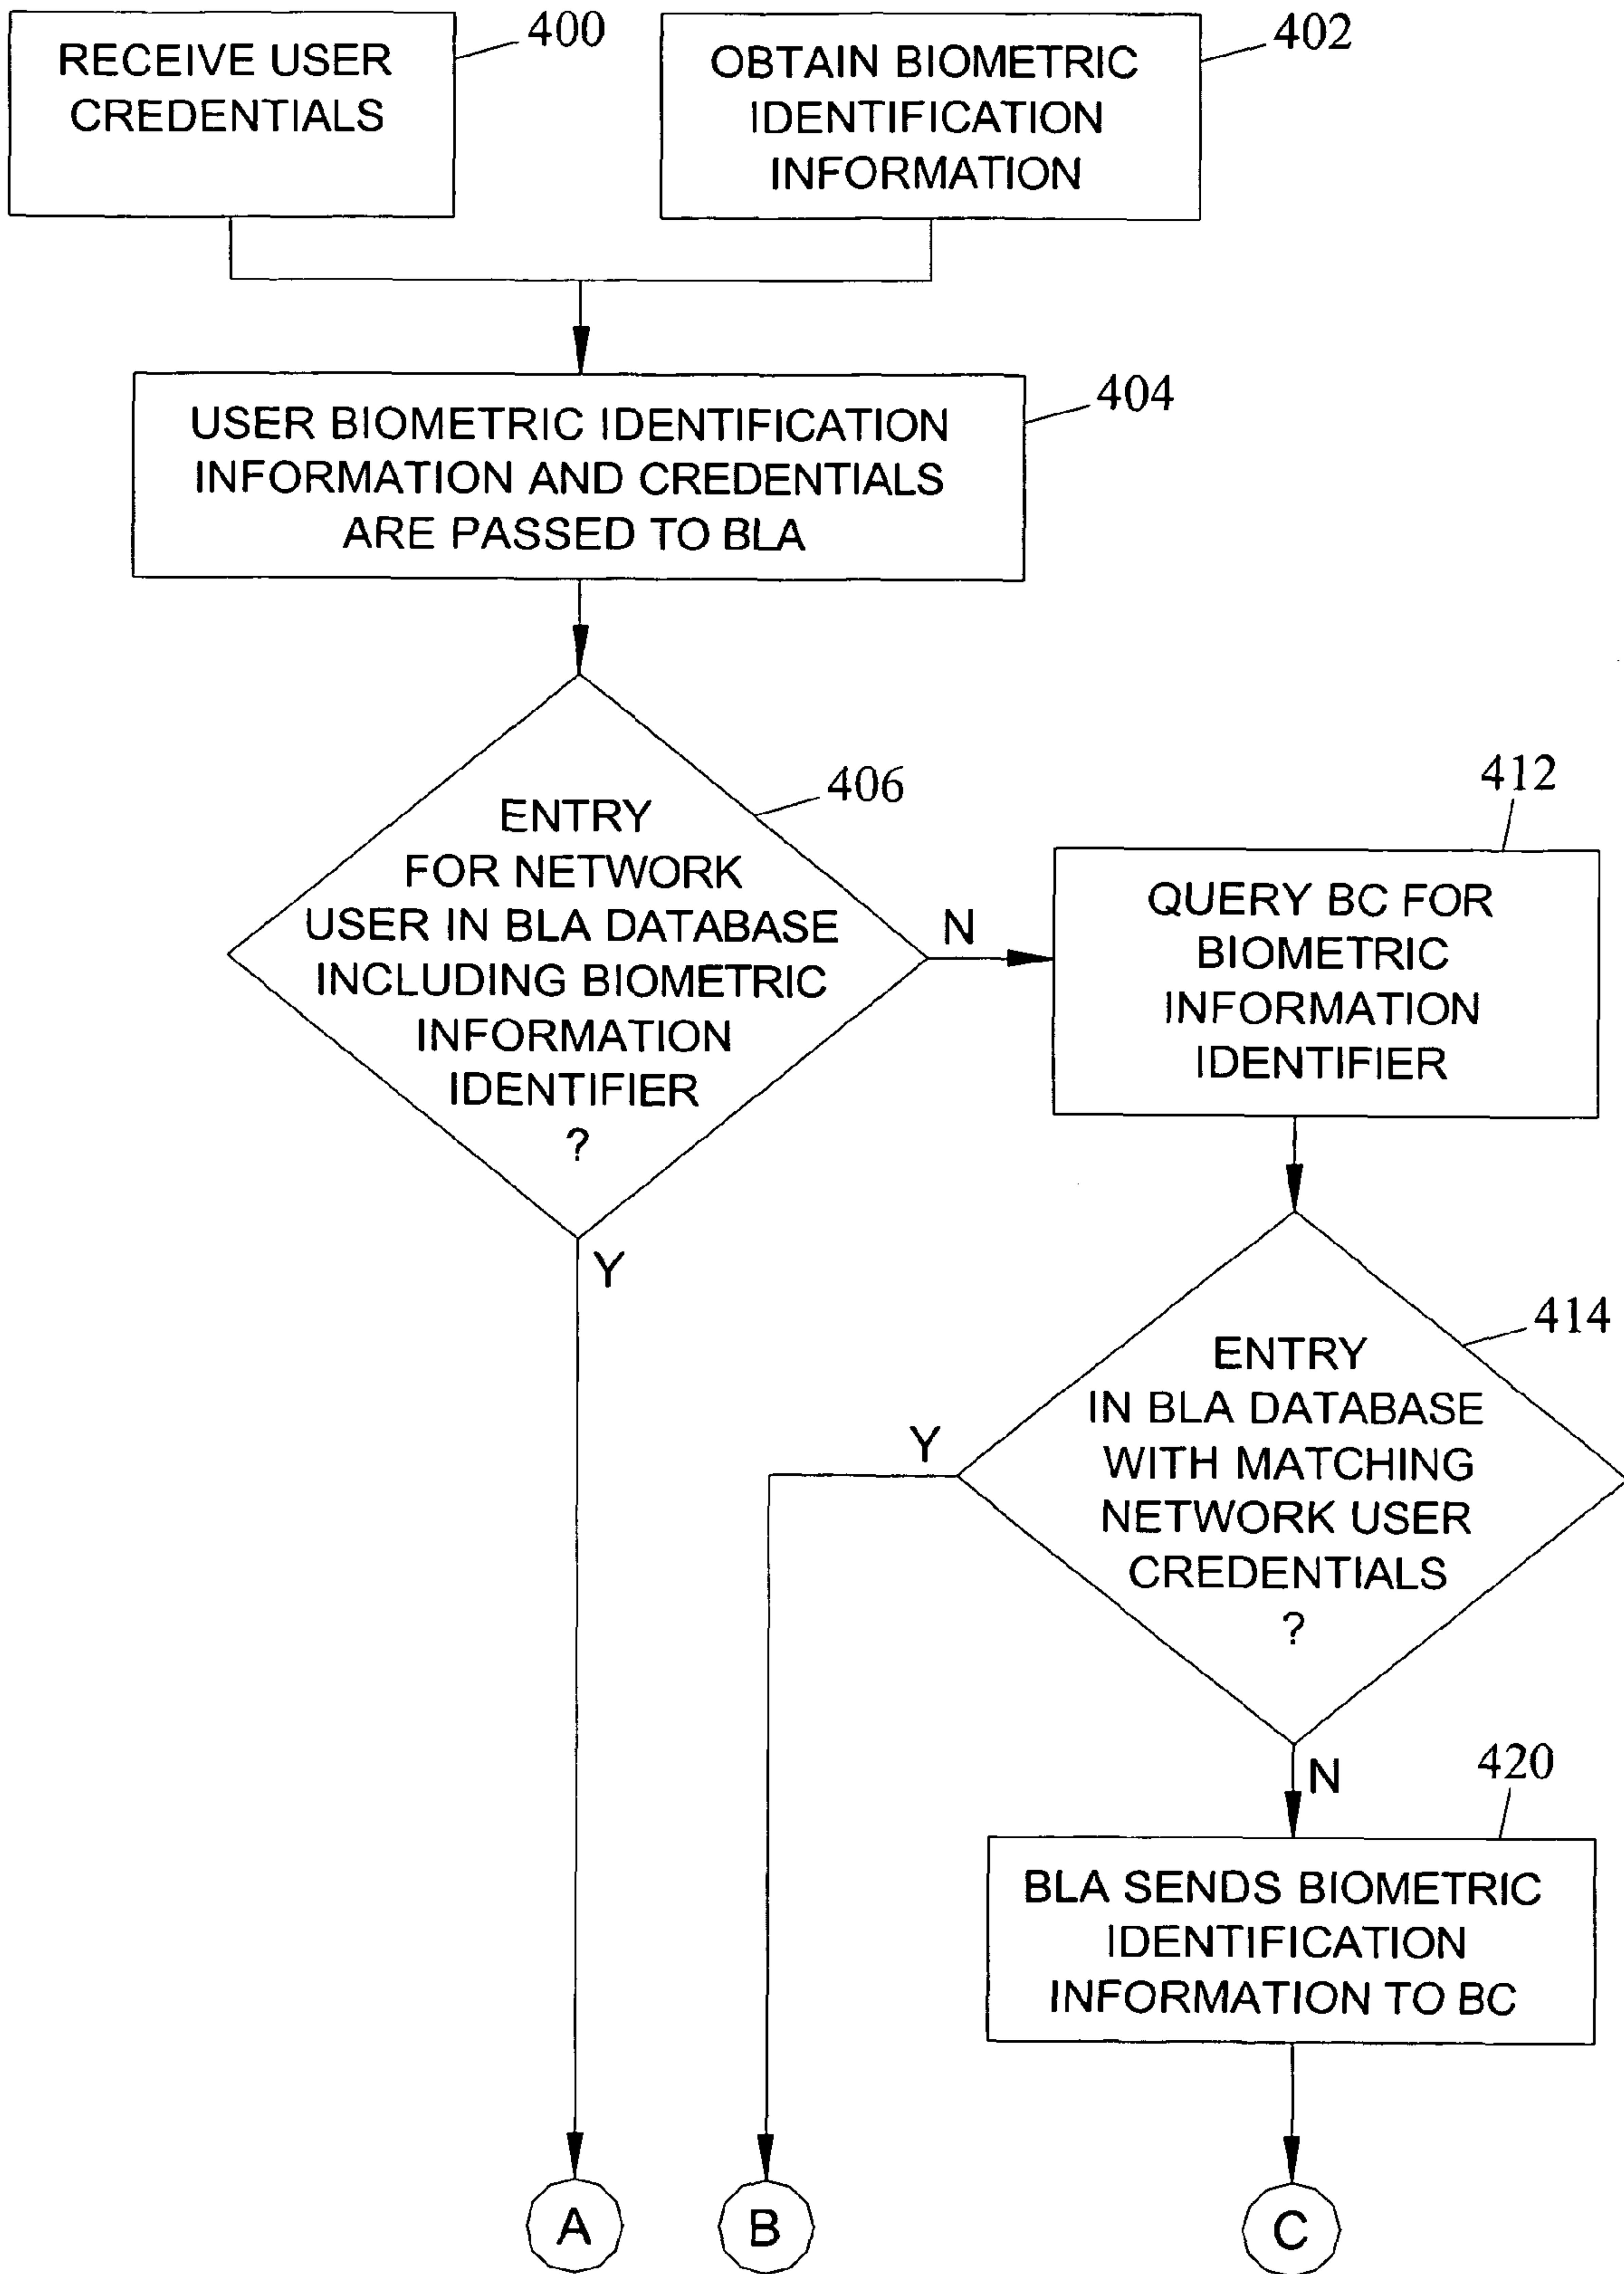 RECEIVE USER
CREDENTIALS
400
OBTAIN BIOMETRIC
IDENTIFICATION
INFORMATION
402
USER BIOMETRIC IDENTIFICATION
INFORMATION AND CREDENTIALS
ARE PASSED TO BLA
404
ENTRY
FOR NETWORK
USER IN BLA DATABASE
INCLUDING BIOMETRIC
INFORMATION
IDENTIFIER
?
406
N
Y
412
QUERY BC FOR
BIOMETRIC
INFORMATION
IDENTIFIER
414
ENTRY
IN BLA DATABASE
WITH MATCHING
NETWORK USER
CREDENTIALS
?
Y
N
420
BLA SENDS BIOMETRIC
IDENTIFICATION
INFORMATION TO BC
A
B
C